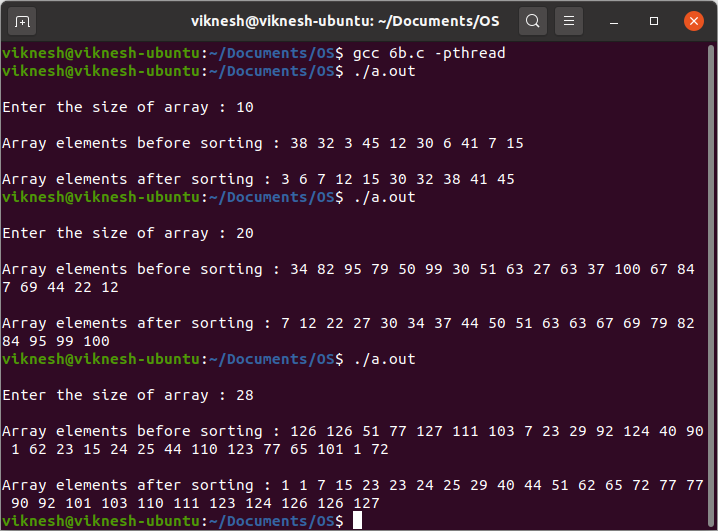 viknesh@viknesh-ubuntu: ~/Documents/OS
viknesh@viknesh-ubuntu:~/Documents/OS$ gcc 6b.c -pthread
viknesh@viknesh-ubuntu:~/Documents/OS$ ./a.out
Enter the size of array : 10
Array elements before sorting : 38 32 3 45 12 30 6 41 7 15
Array elements after sorting : 3 6 7 12 15 30 32 38 41 45
viknesh@viknesh-ubuntu:~/Documents/OS$ ./a.out
Enter the size of array : 20
Array elements before sorting : 34 82 95 79 50 99 30 51 63 27 63 37 100 67 84
7 69 44 22 12
Array elements after sorting : 7 12 22 27 30 34 37 44 50 51 63 63 67 69 79 82
84 95 99 100
viknesh@viknesh-ubuntu:~/Documents/OS$ ./a.out
Enter the size of array : 28
Array elements before sorting : 126 126 51 77 127 111 103 7 23 29 92 124 40 90
1 62 23 15 24 25 44 110 123 77 65 101 1 72
Array elements after sorting : 1 1 7 15 23 23 24 25 29 40 44 51 62 65 72 77 77
90 92 101 103 110 111 123 124 126 126 127
viknesh@viknesh-ubuntu:~/Documents/OS$